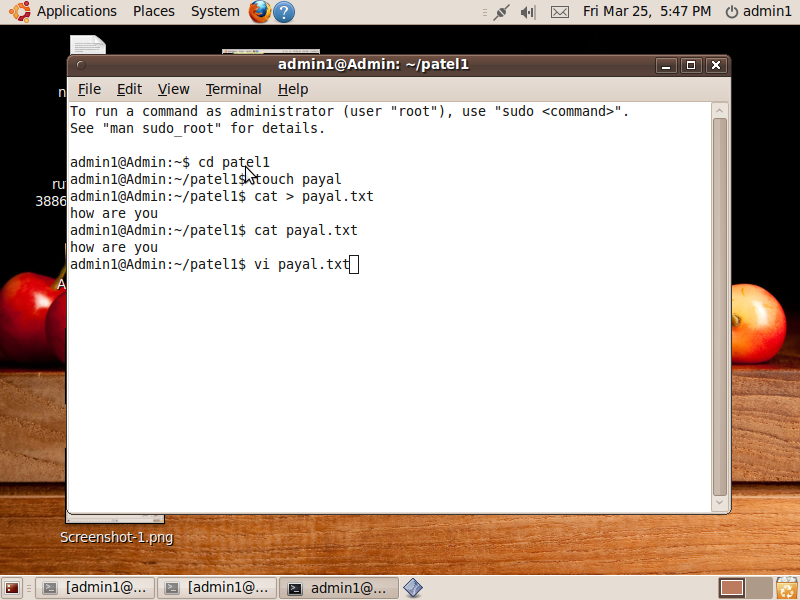 Applications Places System Fri Mar 25, 5:47 PM admin1
admin1@Admin: ~/patel1
File Edit View Terminal Help
To run a command as administrator (user "root"), use "sudo <command>".
See "man sudo_root" for details.
admin1@Admin:~$ cd patel1
admin1@Admin:~/patel1$ touch payal
admin1@Admin:~/patel1$ cat > payal.txt
how are you
admin1@Admin:~/patel1$ cat payal.txt
how are you
admin1@Admin:~/patel1$ vi payal.txt
n
ru
3886
A
Screenshot-1.png
[admin1@... [admin1@... admin1@...